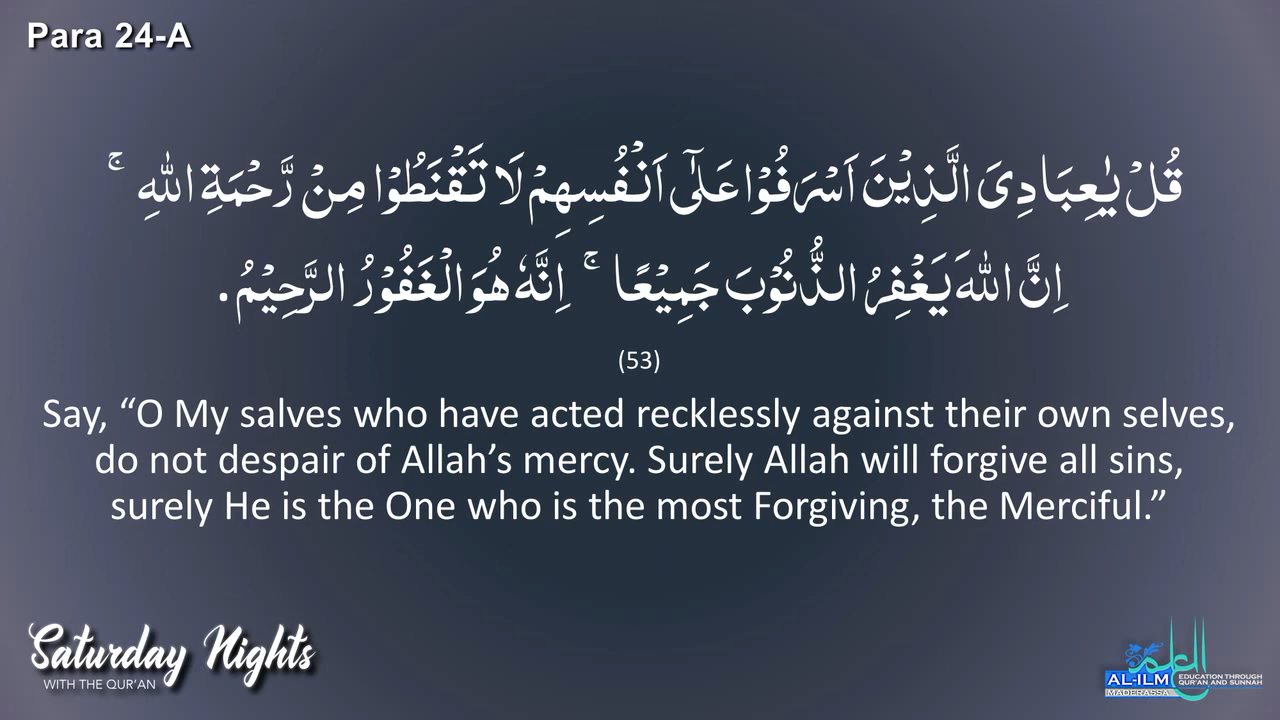 Para 24-A
قُلْ يٰعِبَادِىَ الَّذِيْنَ اَسْرَفُوْا عَلٰٓى اَنْفُسِهِمْ لَا تَقْنَطُوْا مِنْ رَّحْمَةِ اللّٰهِ ۚ
اِنَّ اللّٰهَ يَغْفِرُ الذُّنُوْبَ جَمِيْعًا ۚ اِنَّهٗ هُوَ الْغَفُوْرُ الرَّحِيْمُ.
(53)
Say, “O My salves who have acted recklessly against their own selves,
do not despair of Allah’s mercy. Surely Allah will forgive all sins,
surely He is the One who is the most Forgiving, the Merciful.”
Saturday Nights
WITH THE QUR'AN
العلم
AL-ILM
MADERASSA
EDUCATION THROUGH
QUR'AN AND SUNNAH